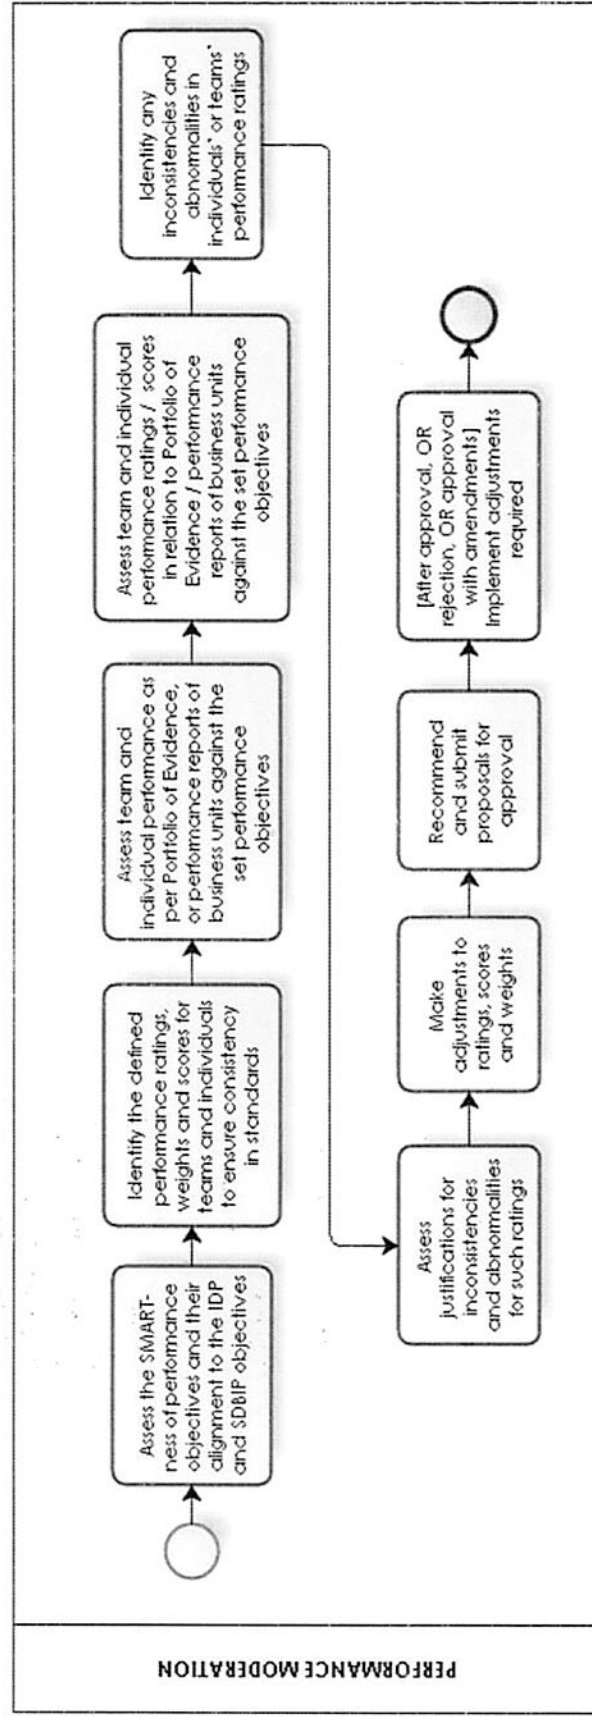 PERFORMANCE MODERATION
Assess the SMART-
ness of performance
objectives and their
alignment to the IDP
and SDBIP objectives
Identify the defined
performance ratings,
weights and scores for
teams and individuals
to ensure consistency
in standards
Assess team and
individual performance as
per Portfolio of Evidence,
or performance reports of
business units against the
set performance
objectives
Assess team and individual
performance ratings / scores
in relation to Portfolio of
Evidence / performance
reports of business units
against the set performance
objectives
Identify any
inconsistencies and
abnormalities in
individuals' or teams'
performance ratings
Assess
justifications for
inconsistencies
and abnormalities
for such ratings
Make
adjustments to
ratings, scores
and weights
Recommend
and submit
proposals for
approval
[After approval, OR
rejection, OR approval
with amendments]
Implement adjustments
required